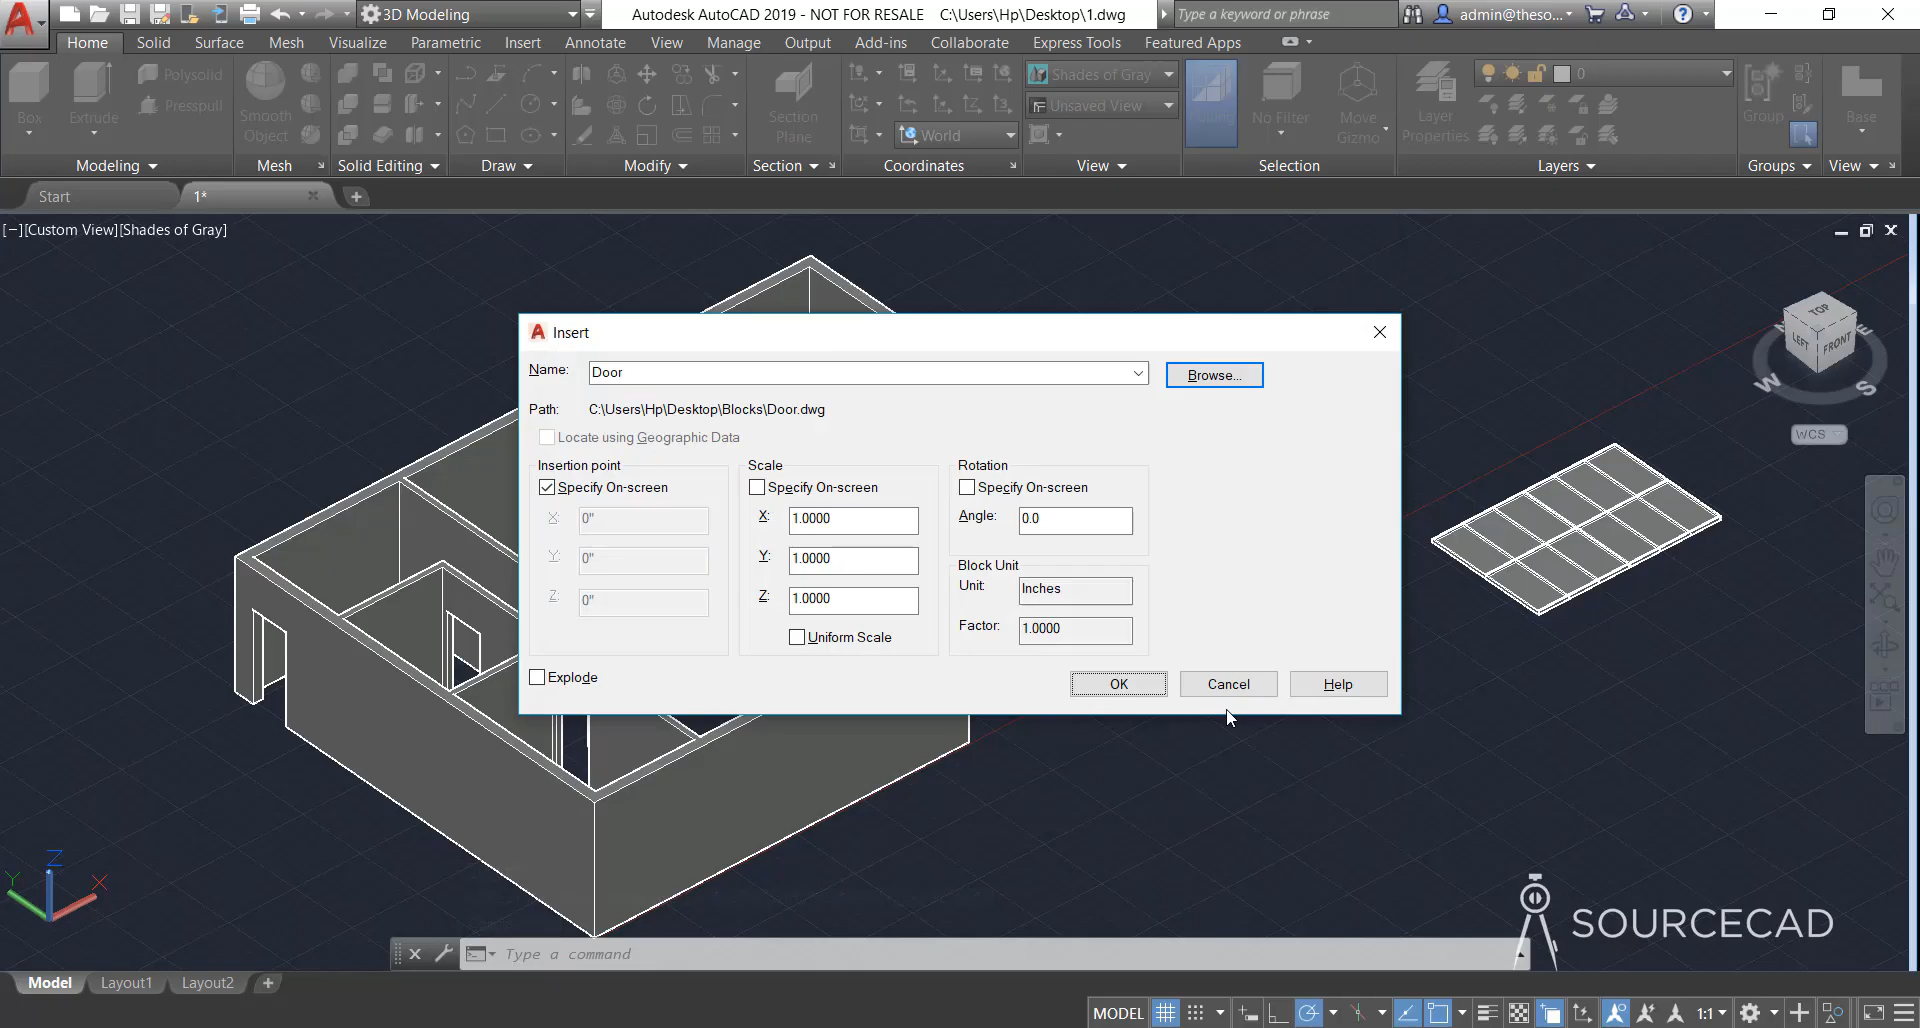 3D Modeling
Autodesk AutoCAD 2019 - NOT FOR RESALE C:\Users\Hp\Desktop\1.dwg
Type a keyword or phrase
admin@theso...
Home Solid Surface Mesh Visualize Parametric Insert Annotate View Manage Output Add-ins Collaborate Express Tools Featured Apps
Box
Extrude
Polysolid
Presspull
Smooth
Object
Section
Plane
World
Shades of Gray
Unsaved View
No Filter
Move
Gizmo
Layer
Properties
0
Group
Base
Modeling Mesh Solid Editing Draw Modify Section Coordinates View Selection Layers Groups View
Start
1*
[−][Custom View][Shades of Gray]
TOP
LEFT
FRONT
E
W
S
WCS
Insert
Name:
Door
Browse...
Path: C:\Users\Hp\Desktop\Blocks\Door.dwg
Locate using Geographic Data
Insertion point
Specify On-screen
X: 0"
Y: 0"
Z: 0"
Scale
Specify On-screen
X: 1.0000
Y: 1.0000
Z: 1.0000
Uniform Scale
Rotation
Specify On-screen
Angle: 0.0
Block Unit
Unit: Inches
Factor: 1.0000
Explode
OK
Cancel
Help
Z
Y
X
SOURCECAD
Type a command
Model Layout1 Layout2
MODEL
1:1